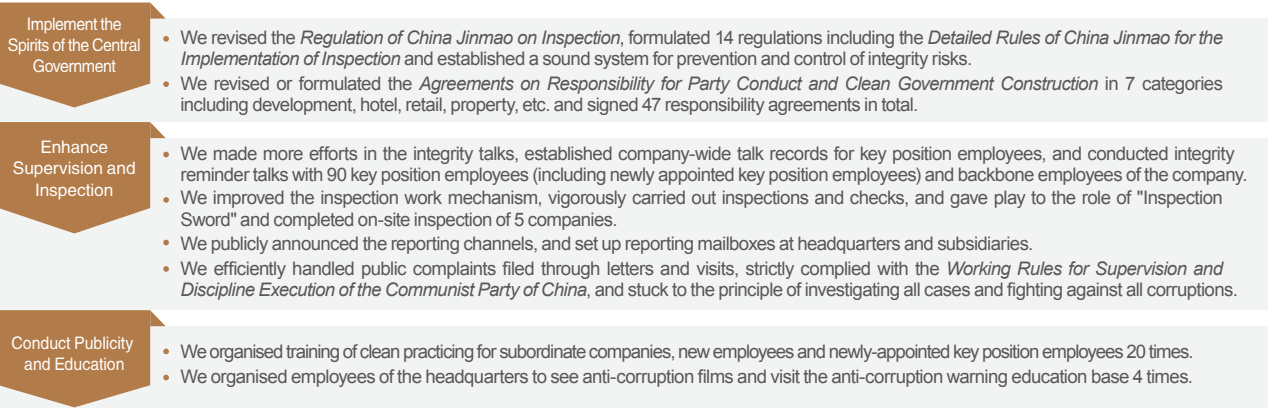 Implement the
Spirits of the Central
Government
• We revised the Regulation of China Jinmao on Inspection, formulated 14 regulations including the Detailed Rules of China Jinmao for the
Implementation of Inspection and established a sound system for prevention and control of integrity risks.
• We revised or formulated the Agreements on Responsibility for Party Conduct and Clean Government Construction in 7 categories
including development, hotel, retail, property, etc. and signed 47 responsibility agreements in total.
Enhance
Supervision and
Inspection
• We made more efforts in the integrity talks, established company-wide talk records for key position employees, and conducted integrity
reminder talks with 90 key position employees (including newly appointed key position employees) and backbone employees of the company.
• We improved the inspection work mechanism, vigorously carried out inspections and checks, and gave play to the role of "Inspection
Sword" and completed on-site inspection of 5 companies.
• We publicly announced the reporting channels, and set up reporting mailboxes at headquarters and subsidiaries.
• We efficiently handled public complaints filed through letters and visits, strictly complied with the Working Rules for Supervision and
Discipline Execution of the Communist Party of China, and stuck to the principle of investigating all cases and fighting against all corruptions.
Conduct Publicity
and Education
• We organised training of clean practicing for subordinate companies, new employees and newly-appointed key position employees 20 times.
• We organised employees of the headquarters to see anti-corruption films and visit the anti-corruption warning education base 4 times.